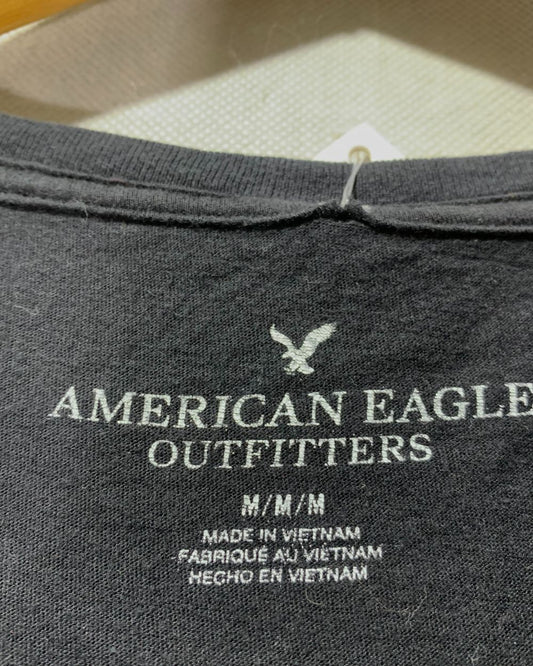 AMERICAN EAGLE
OUTFITTERS
M/M/M
MADE IN VIETNAM
FABRIQUÉ AU VIETNAM
HECHO EN VIETNAM